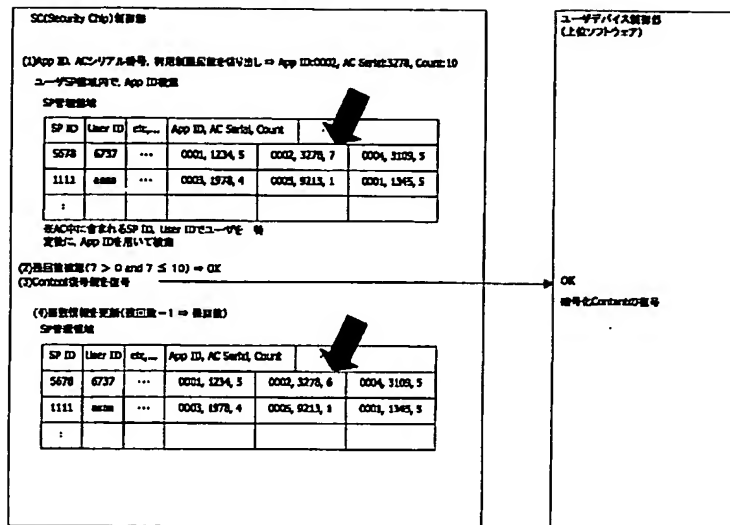 SC(Security Chip)制御部
(1)App ID, ACシリアル番号, 利用制限回数を取り出し ⇒ App ID:0002, AC Serial:3278, Count:10
ユーザSP領域内で, App ID検索
SP管理領域
SP ID User ID etc,... App ID, AC Serial, Count
5678 6737 ... 0001, 1234, 5 0002, 3278, 7 0004, 3109, 5
1111 ... 0003, 1978, 4 0005, 9213, 1 0001, 1345, 5
:
※AC中に含まれるSP ID, User IDでユーザを 特
定後に, App IDを用いて検索
(2)残回数確認(7 > 0 and 7 ≤ 10) ⇒ OK
(3)Content復号鍵を復号
(4)回数情報を更新(残回数－1 ⇒ 残回数)
SP管理領域
SP ID User ID etc,... App ID, AC Serial, Count
5678 6737 ... 0001, 1234, 5 0002, 3278, 6 0004, 3109, 5
1111 ... 0003, 1978, 4 0005, 9213, 1 0001, 1345, 5
:
ユーザデバイス制御部
(上位ソフトウェア)
OK
暗号化Contentの復号